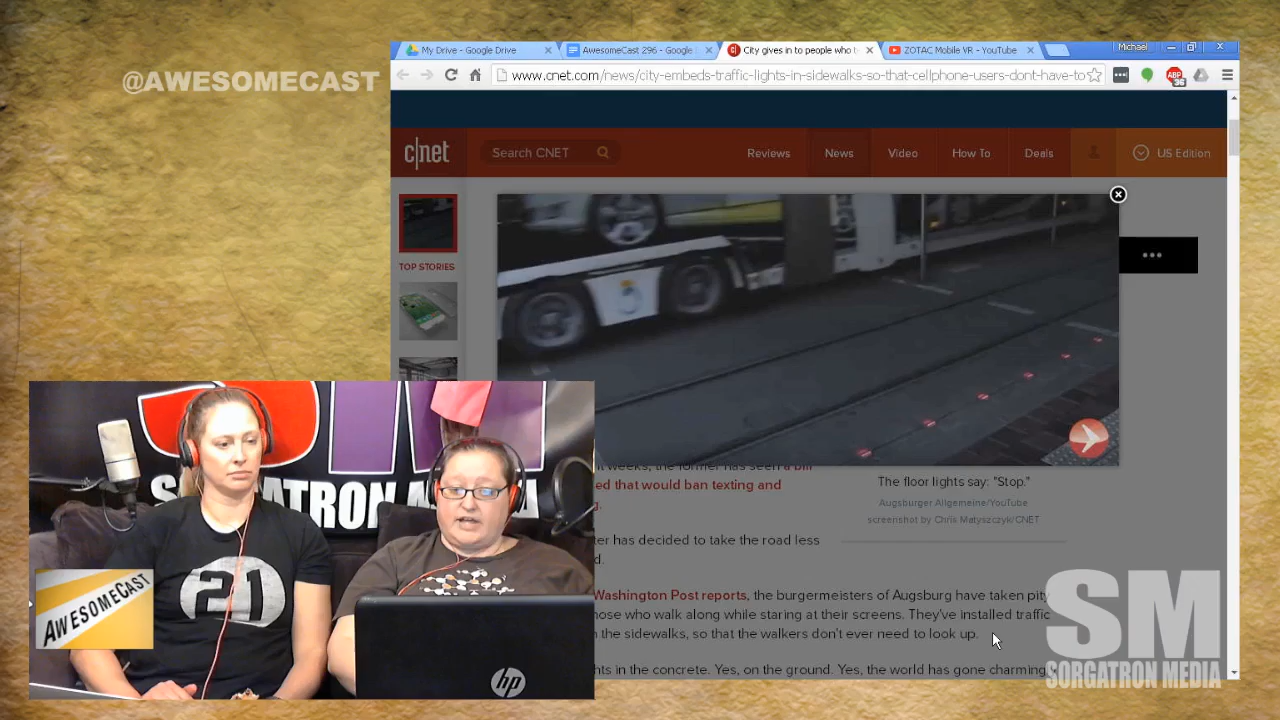 @AWESOMECAST
My Drive - Google Drive
AwesomeCast 296 - Google
City gives in to people who
ZOTAC Mobile VR - YouTube
Michael
www.cnet.com/news/city-embeds-traffic-lights-in-sidewalks-so-that-cellphone-users-dont-have-to
ABP
36
c|net
Search CNET
Reviews
News
Video
How To
Deals
US Edition
TOP STORIES
weeks, the former has seen a bill
ed that would ban texting and
ter has decided to take the road less
d.
The floor lights say: "Stop."
Augsburger Allgemeine/YouTube
screenshot by Chris Matyszczyk/CNET
Washington Post reports, the burgermeisters of Augsburg have taken pity
hose who walk along while staring at their screens. They've installed traffic
n the sidewalks, so that the walkers don't ever need to look up.
hts in the concrete. Yes, on the ground. Yes, the world has gone charming
SORGATRON MEDIA
21
AWESOMECAST
hp
SM
SORGATRON MEDIA